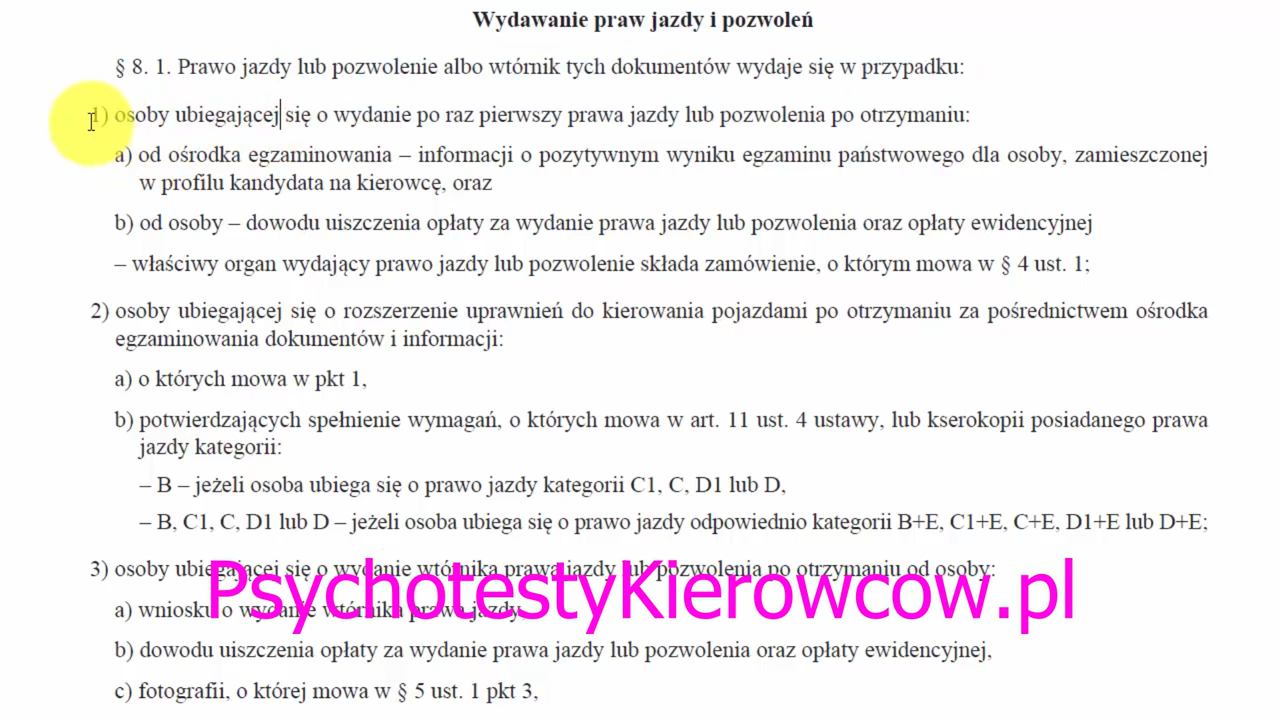 Wydawanie praw jazdy i pozwoleń
§ 8. 1. Prawo jazdy lub pozwolenie albo wtórnik tych dokumentów wydaje się w przypadku:
1) osoby ubiegającej się o wydanie po raz pierwszy prawa jazdy lub pozwolenia po otrzymaniu:
a) od ośrodka egzaminowania – informacji o pozytywnym wyniku egzaminu państwowego dla osoby, zamieszczonej
w profilu kandydata na kierowcę, oraz
b) od osoby – dowodu uiszczenia opłaty za wydanie prawa jazdy lub pozwolenia oraz opłaty ewidencyjnej
– właściwy organ wydający prawo jazdy lub pozwolenie składa zamówienie, o którym mowa w § 4 ust. 1;
2) osoby ubiegającej się o rozszerzenie uprawnień do kierowania pojazdami po otrzymaniu za pośrednictwem ośrodka
egzaminowania dokumentów i informacji:
a) o których mowa w pkt 1,
b) potwierdzających spełnienie wymagań, o których mowa w art. 11 ust. 4 ustawy, lub kserokopii posiadanego prawa
jazdy kategorii:
– B – jeżeli osoba ubiega się o prawo jazdy kategorii C1, C, D1 lub D,
– B, C1, C, D1 lub D – jeżeli osoba ubiega się o prawo jazdy odpowiednio kategorii B+E, C1+E, C+E, D1+E lub D+E;
3) osoby ubiegającej się o wydanie wtórnika prawa jazdy lub pozwolenia po otrzymaniu od osoby:
PsychotestyKierowcow.pl
a) wniosku o wydanie wtórnika prawa jazdy,
b) dowodu uiszczenia opłaty za wydanie prawa jazdy lub pozwolenia oraz opłaty ewidencyjnej,
c) fotografii, o której mowa w § 5 ust. 1 pkt 3,